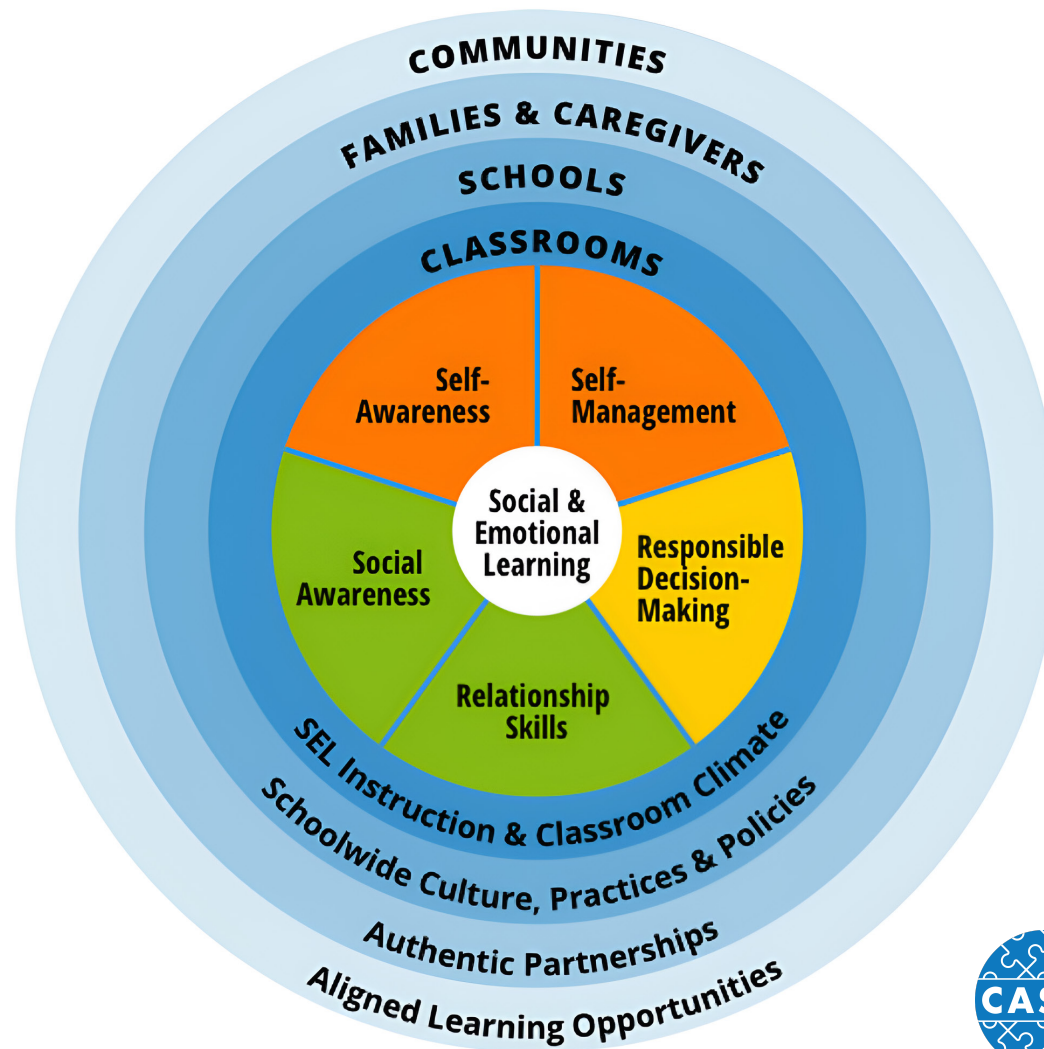 COMMUNITIES
FAMILIES & CAREGIVERS
SCHOOLS
CLASSROOMS
Self-
Awareness
Self-
Management
Social &
Emotional
Learning
Social
Awareness
Responsible
Decision-
Making
Relationship
Skills
SEL Instruction & Classroom Climate
Schoolwide Culture, Practices & Policies
Authentic Partnerships
Aligned Learning Opportunities